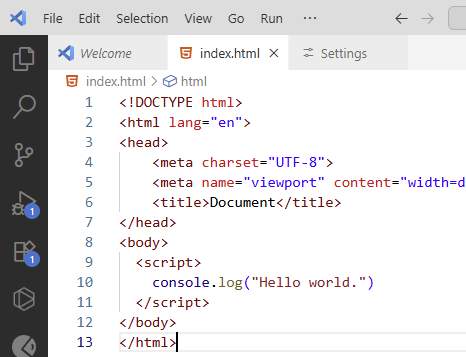 File Edit Selection View Go Run ...
Welcome index.html Settings
index.html > html
1 <!DOCTYPE html>
2 <html lang="en">
3 <head>
4 <meta charset="UTF-8">
5 <meta name="viewport" content="width=d
6 <title>Document</title>
7 </head>
8 <body>
9 <script>
10 console.log("Hello world.")
11 </script>
12 </body>
13 </html>
1
1